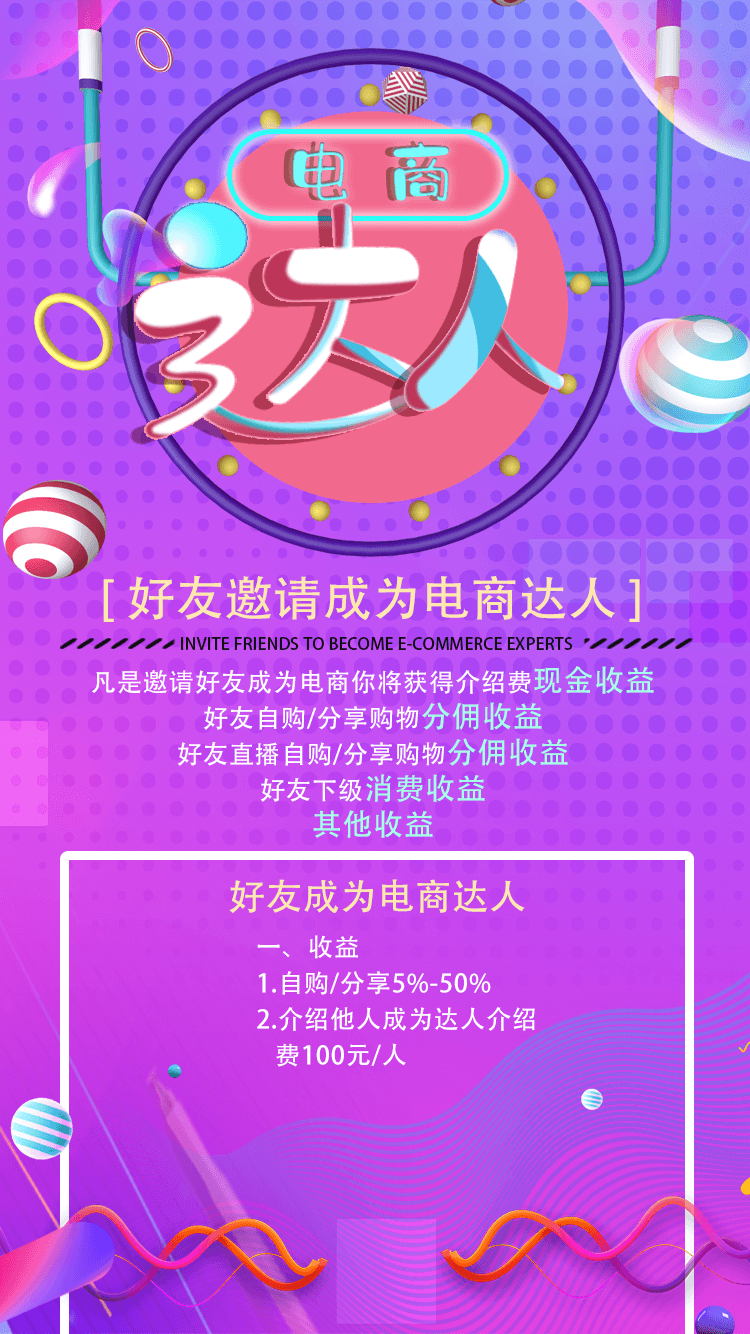 电商
达人
[好友邀请成为电商达人]
INVITE FRIENDS TO BECOME E-COMMERCE EXPERTS
凡是邀请好友成为电商你将获得介绍费现金收益
好友自购/分享购物分佣收益
好友直播自购/分享购物分佣收益
好友下级消费收益
其他收益
好友成为电商达人
一、收益
1.自购/分享5%-50%
2.介绍他人成为达人介绍
费100元/人